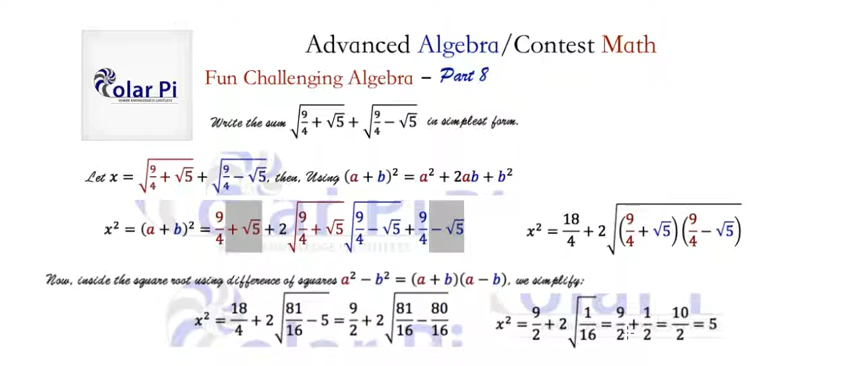 Advanced Algebra/Contest Math
olar Pi
Fun Challenging Algebra – Part 8
Write the sum √(9/4 + √5) + √(9/4 − √5) in simplest form.
Let x = √(9/4 + √5) + √(9/4 − √5), then, Using (a + b)² = a² + 2ab + b²
x² = (a + b)² = 9/4 + √5 + 2 √(9/4 + √5) √(9/4 − √5) + 9/4 − √5
x² = 18/4 + 2 √((9/4 + √5)(9/4 − √5))
Now, inside the square root using difference of squares a² − b² = (a + b)(a − b), we simplify:
x² = 18/4 + 2 √(81/16 − 5) = 9/2 + 2 √(81/16 − 80/16)
x² = 9/2 + 2 √(1/16) = 9/2 + 1/2 = 10/2 = 5